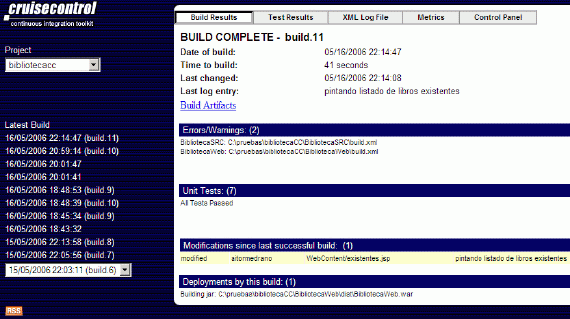 cruisecontrol
continuous integration toolkit
Project
bibliotecacc
Latest Build
16/05/2006 22:14:47 (build.11)
16/05/2006 20:59:14 (build.10)
16/05/2006 20:01:47
16/05/2006 20:01:41
16/05/2006 18:48:53 (build.9)
16/05/2006 18:48:39 (build.10)
16/05/2006 18:45:34 (build.9)
16/05/2006 18:43:32
15/05/2006 22:13:58 (build.8)
15/05/2006 22:05:56 (build.7)
15/05/2006 22:03:11 (build.6)
RSS
Build Results Test Results XML Log File Metrics Control Panel
BUILD COMPLETE - build.11
Date of build: 05/16/2006 22:14:47
Time to build: 41 seconds
Last changed: 05/16/2006 22:14:08
Last log entry: pintando listado de libros existentes
Build Artifacts
Errors/Warnings: (2)
BibliotecaSRC: C:\pruebas\bibliotecaCC\BibliotecaSRC\build.xml
BibliotecaWeb: C:\pruebas\bibliotecaCC\BibliotecaWeb\build.xml
Unit Tests: (7)
All Tests Passed
Modifications since last successful build: (1)
modified aitormedrano WebContent/existentes.jsp pintando listado de libros existentes
Deployments by this build: (1)
Building jar: C:\pruebas\bibliotecaCC\BibliotecaWeb\dist\BibliotecaWeb.war